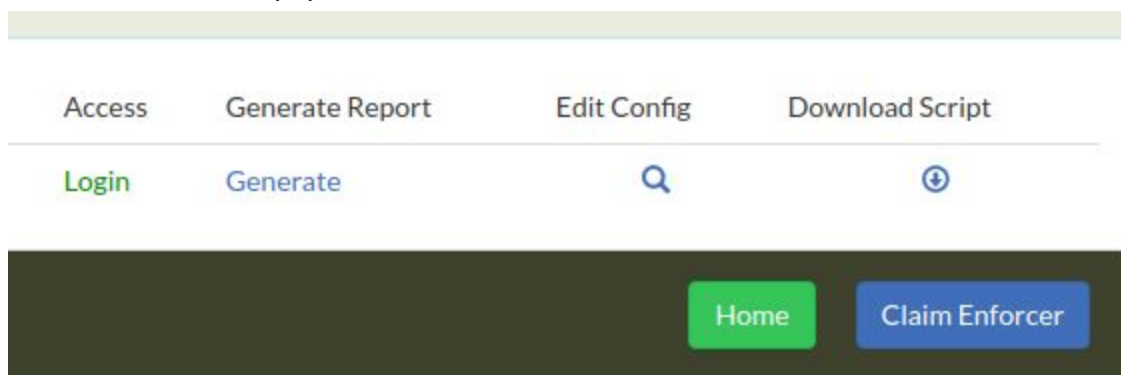 Access Generate Report Edit Config Download Script
Login Generate
Home Claim Enforcer